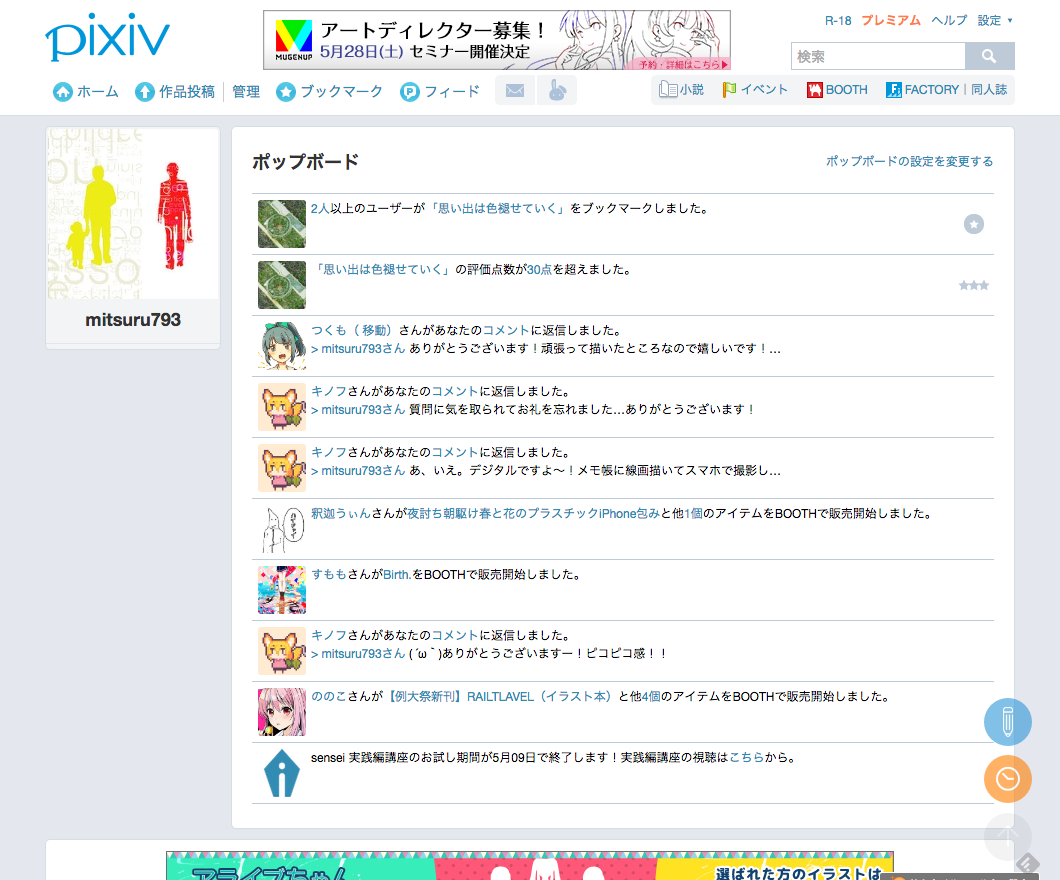 pixiv
MUGENUP
アートディレクター募集！
5月28日(土) セミナー開催決定
予約・詳細はこちら▶
R-18 プレミアム ヘルプ 設定 ▼
検索
ホーム 作品投稿 管理 ブックマーク フィード
小説 イベント BOOTH FACTORY | 同人誌
mitsuru793
ポップボード
ポップボードの設定を変更する
2人以上のユーザーが「思い出は色褪せていく」をブックマークしました。
「思い出は色褪せていく」の評価点数が30点を超えました。
つくも（ 移動）さんがあなたのコメントに返信しました。
> mitsuru793さん ありがとうございます！頑張って描いたところなので嬉しいです！...
キノフさんがあなたのコメントに返信しました。
> mitsuru793さん 質問に気を取られてお礼を忘れました…ありがとうございます！
キノフさんがあなたのコメントに返信しました。
> mitsuru793さん あ、いえ。デジタルですよ〜！メモ帳に線画描いてスマホで撮影し...
釈迦うぃんさんが夜討ち朝駆け春と花のプラスチックiPhone包みと他1個のアイテムをBOOTHで販売開始しました。
すももさんがBirth.をBOOTHで販売開始しました。
キノフさんがあなたのコメントに返信しました。
> mitsuru793さん ( ´ω｀)ありがとうございますー！ピコピコ感！！
ののこさんが【例大祭新刊】RAILTLAVEL（イラスト本）と他4個のアイテムをBOOTHで販売開始しました。
sensei 実践編講座のお試し期間が5月09日で終了します！実践編講座の視聴はこちらから。
アライブちゃん
選ばれた方のイラストは